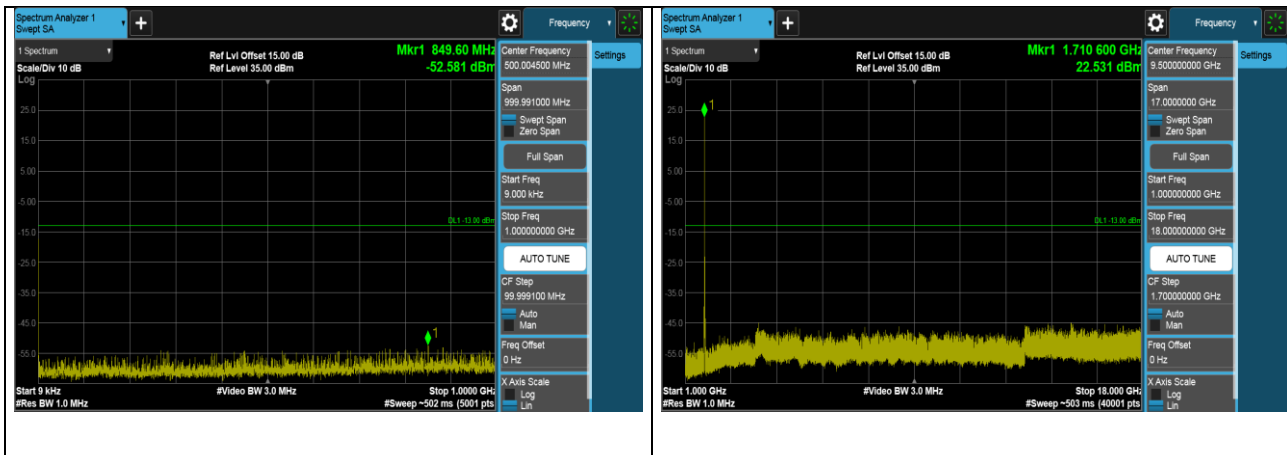 Spectrum Analyzer 1
Swept SA
+
Frequency
1 Spectrum
Scale/Div 10 dB
Ref Lvl Offset 15.00 dB
Ref Level 35.00 dBm
Mkr1 849.60 MHz
-52.581 dBm
Log
25.0
15.0
5.00
-5.00
-15.0
-25.0
-35.0
-45.0
-55.0
DL1 -13.00 dBm
1
Start 9 kHz
#Res BW 1.0 MHz
#Video BW 3.0 MHz
Stop 1.0000 GHz
#Sweep ~502 ms (5001 pts
Center Frequency
500.004500 MHz
Settings
Span
999.991000 MHz
Swept Span
Zero Span
Full Span
Start Freq
9.000 kHz
Stop Freq
1.000000000 GHz
AUTO TUNE
CF Step
99.999100 MHz
Auto
Man
Freq Offset
0 Hz
X Axis Scale
Log
Lin
Spectrum Analyzer 1
Swept SA
+
Frequency
1 Spectrum
Scale/Div 10 dB
Ref Lvl Offset 15.00 dB
Ref Level 35.00 dBm
Mkr1 1.710 600 GHz
22.531 dBm
Log
1
25.0
15.0
5.00
-5.00
-15.0
-25.0
-35.0
-45.0
-55.0
DL1 -13.00 dBm
Start 1.000 GHz
#Res BW 1.0 MHz
#Video BW 3.0 MHz
Stop 18.000 GHz
#Sweep ~503 ms (40001 pts
Center Frequency
9.500000000 GHz
Settings
Span
17.0000000 GHz
Swept Span
Zero Span
Full Span
Start Freq
1.000000000 GHz
Stop Freq
18.000000000 GHz
AUTO TUNE
CF Step
1.700000000 GHz
Auto
Man
Freq Offset
0 Hz
X Axis Scale
Log
Lin